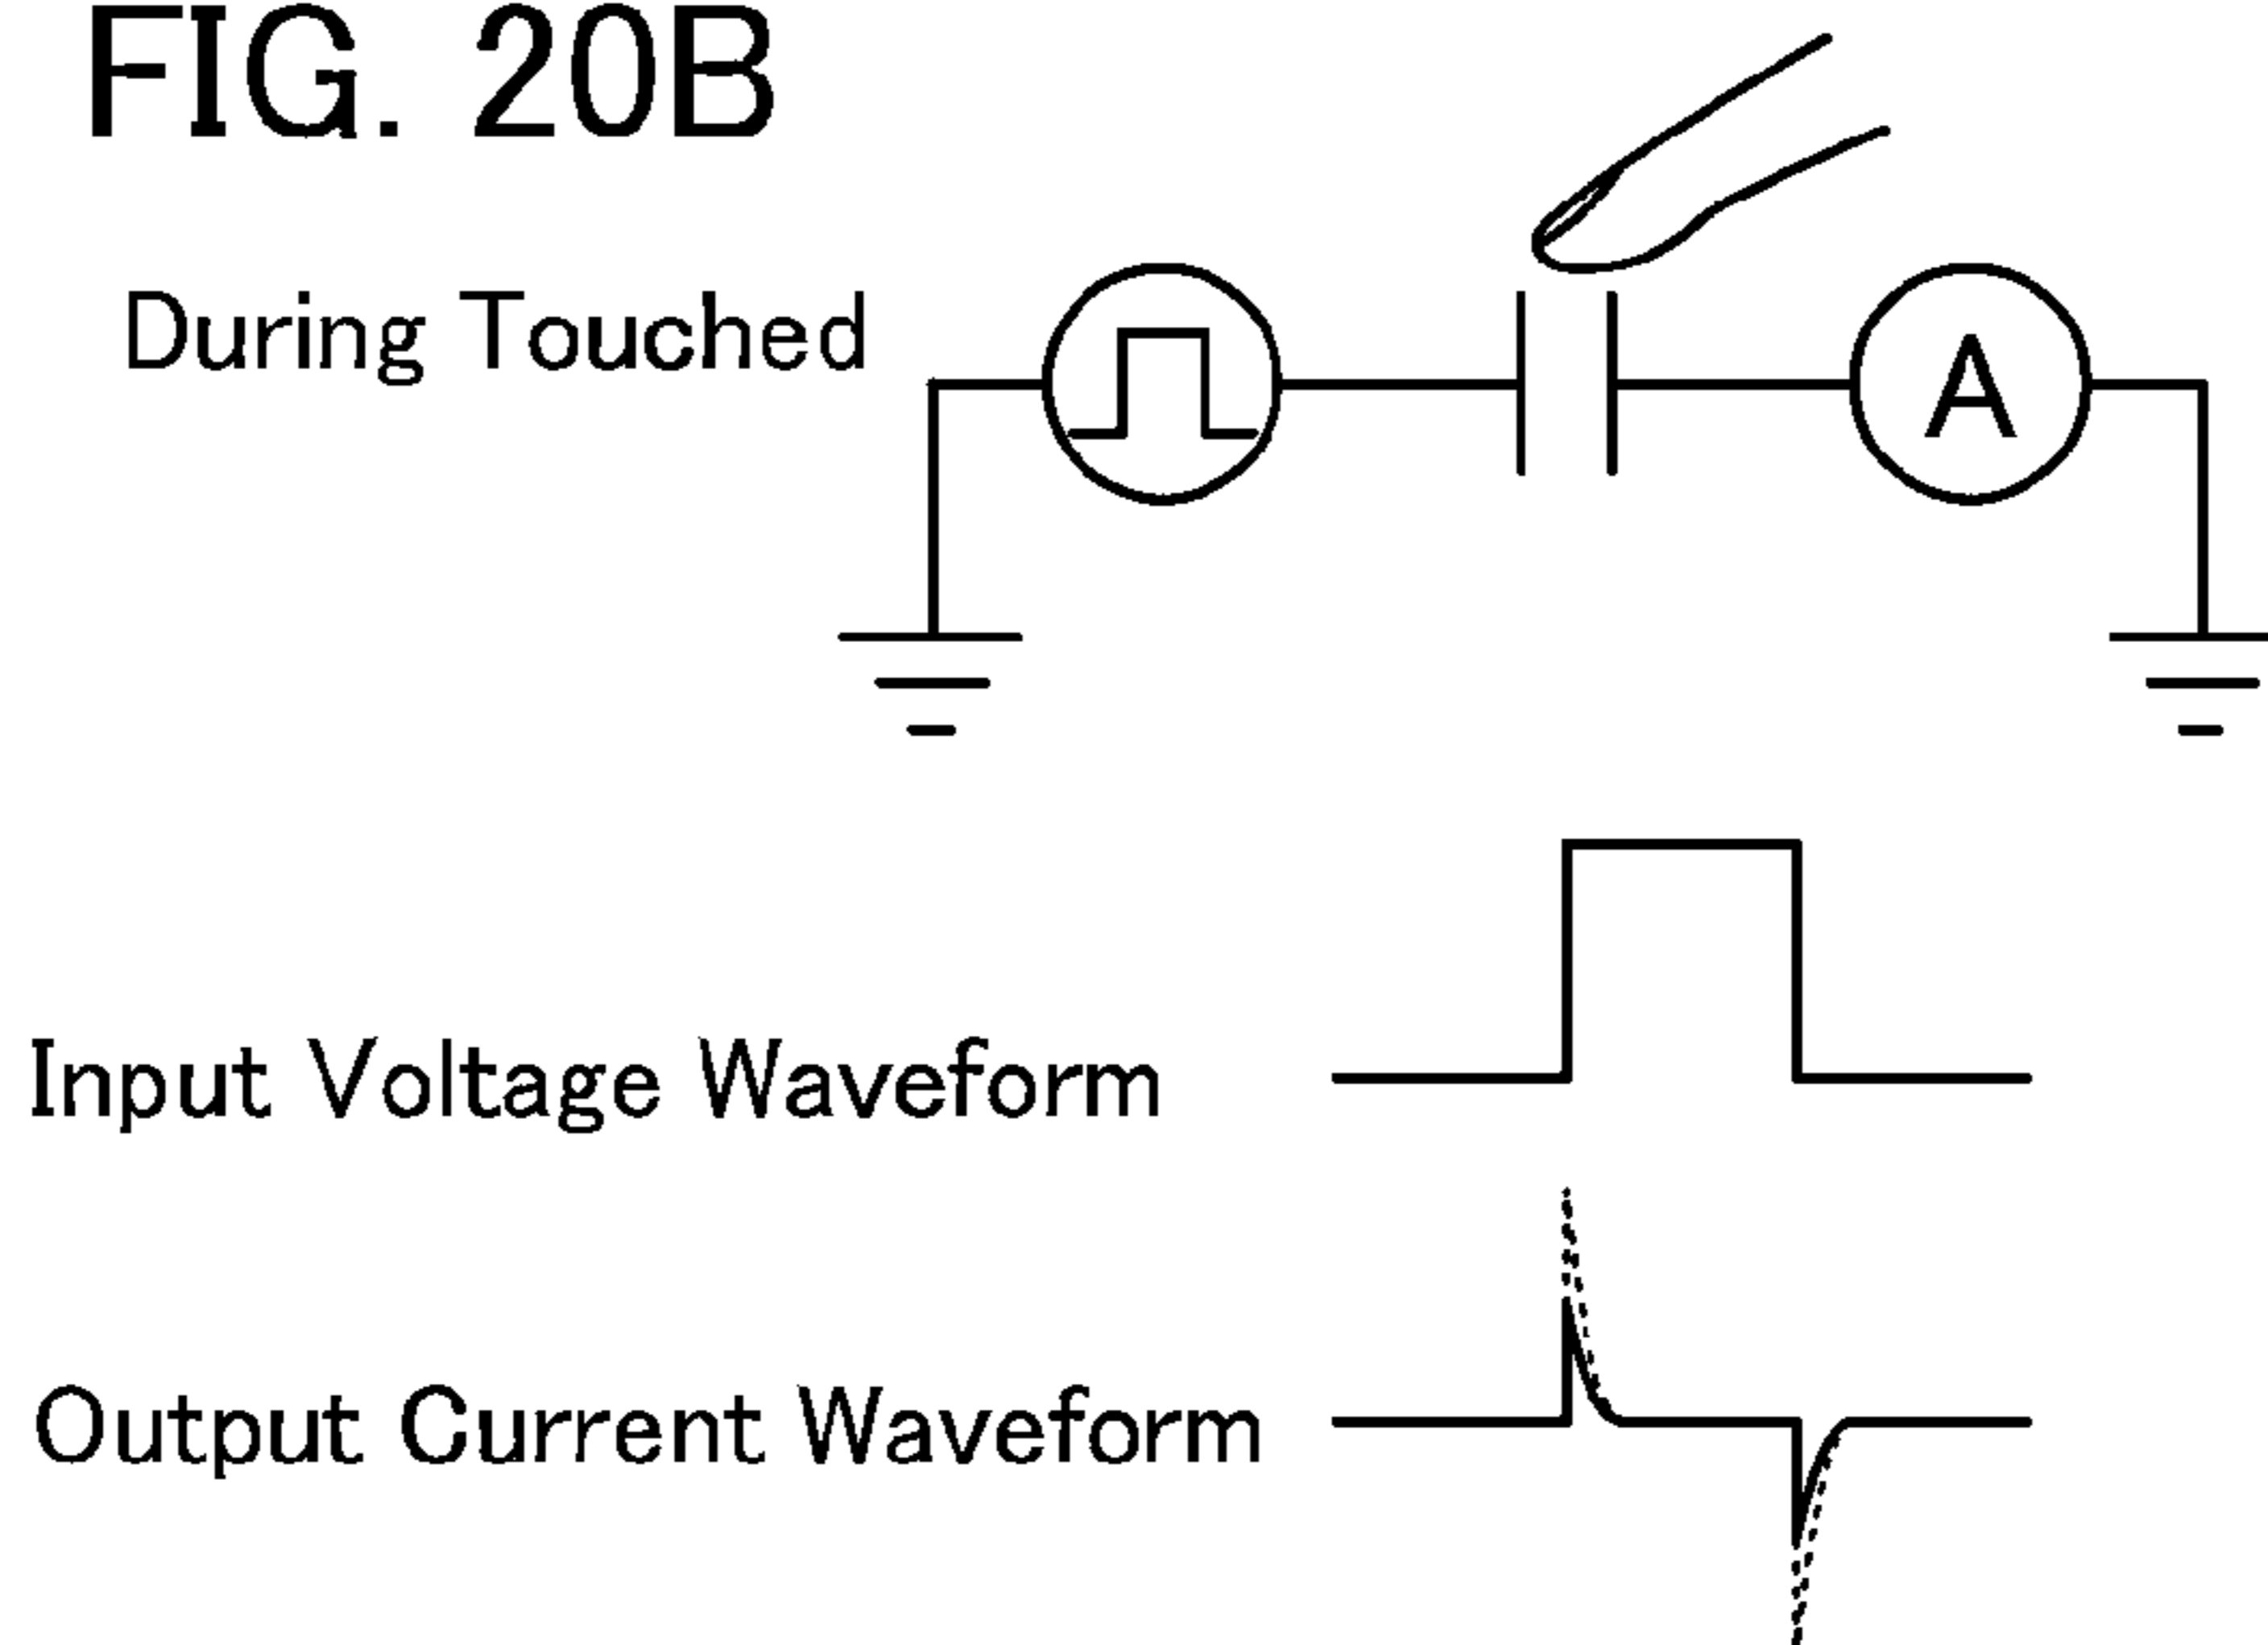 FIG. 20B
During Touched
A
Input Voltage Waveform
Output Current Waveform